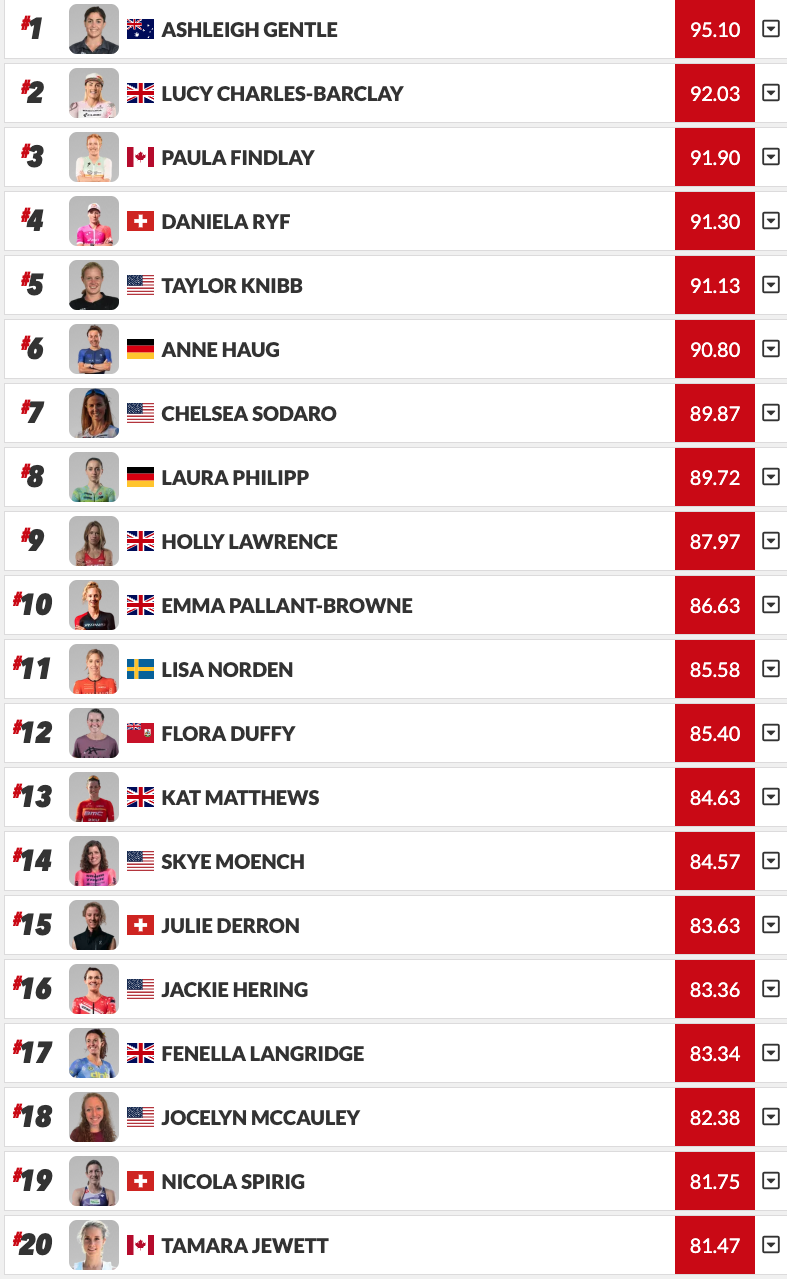 #1 ASHLEIGH GENTLE 95.10
#2 LUCY CHARLES-BARCLAY 92.03
#3 PAULA FINDLAY 91.90
#4 DANIELA RYF 91.30
#5 TAYLOR KNIBB 91.13
#6 ANNE HAUG 90.80
#7 CHELSEA SODARO 89.87
#8 LAURA PHILIPP 89.72
#9 HOLLY LAWRENCE 87.97
#10 EMMA PALLANT-BROWNE 86.63
#11 LISA NORDEN 85.58
#12 FLORA DUFFY 85.40
#13 KAT MATTHEWS 84.63
#14 SKYE MOENCH 84.57
#15 JULIE DERRON 83.63
#16 JACKIE HERING 83.36
#17 FENELLA LANGRIDGE 83.34
#18 JOCELYN MCCAULEY 82.38
#19 NICOLA SPIRIG 81.75
#20 TAMARA JEWETT 81.47